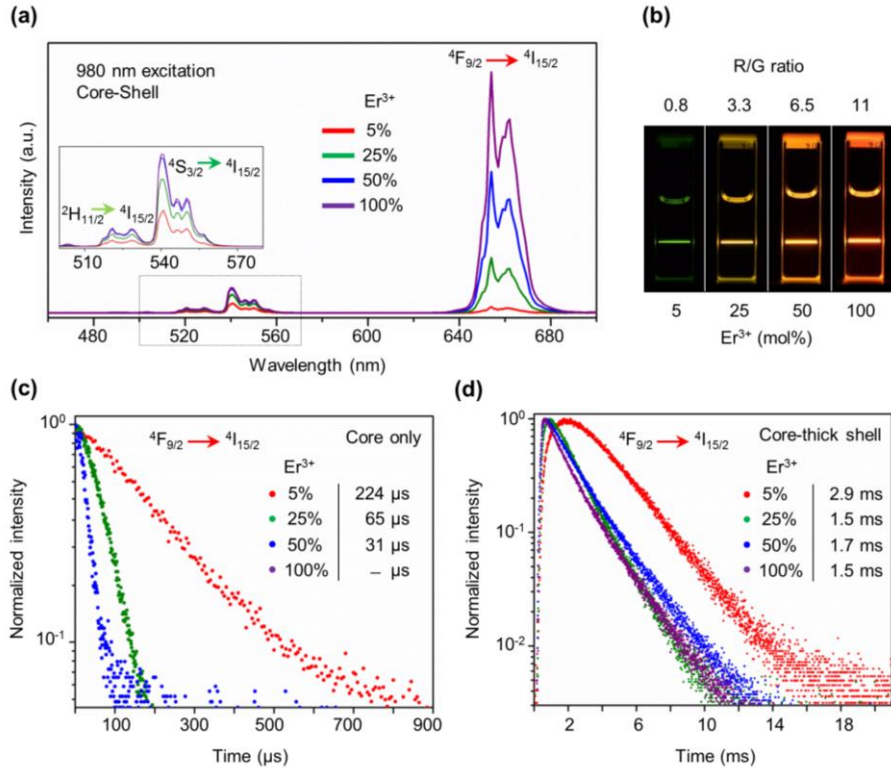 (a)
980 nm excitation
Core-Shell
⁴F₉/₂ → ⁴I₁₅/₂
Er³⁺
5%
25%
50%
100%
²H₁₁/₂ → ⁴I₁₅/₂
⁴S₃/₂ → ⁴I₁₅/₂
510 540 570
Intensity (a.u.)
480 520 560 600 640 680
Wavelength (nm)
(b)
R/G ratio
0.8 3.3 6.5 11
5 25 50 100
Er³⁺ (mol%)
(c)
⁴F₉/₂ → ⁴I₁₅/₂ Core only
Er³⁺
5% 224 µs
25% 65 µs
50% 31 µs
100% – µs
10⁰
10⁻¹
Normalized intensity
100 300 500 700 900
Time (µs)
(d)
⁴F₉/₂ → ⁴I₁₅/₂ Core-thick shell
Er³⁺
5% 2.9 ms
25% 1.5 ms
50% 1.7 ms
100% 1.5 ms
10⁰
10⁻¹
10⁻²
Normalized intensity
2 6 10 14 18
Time (ms)